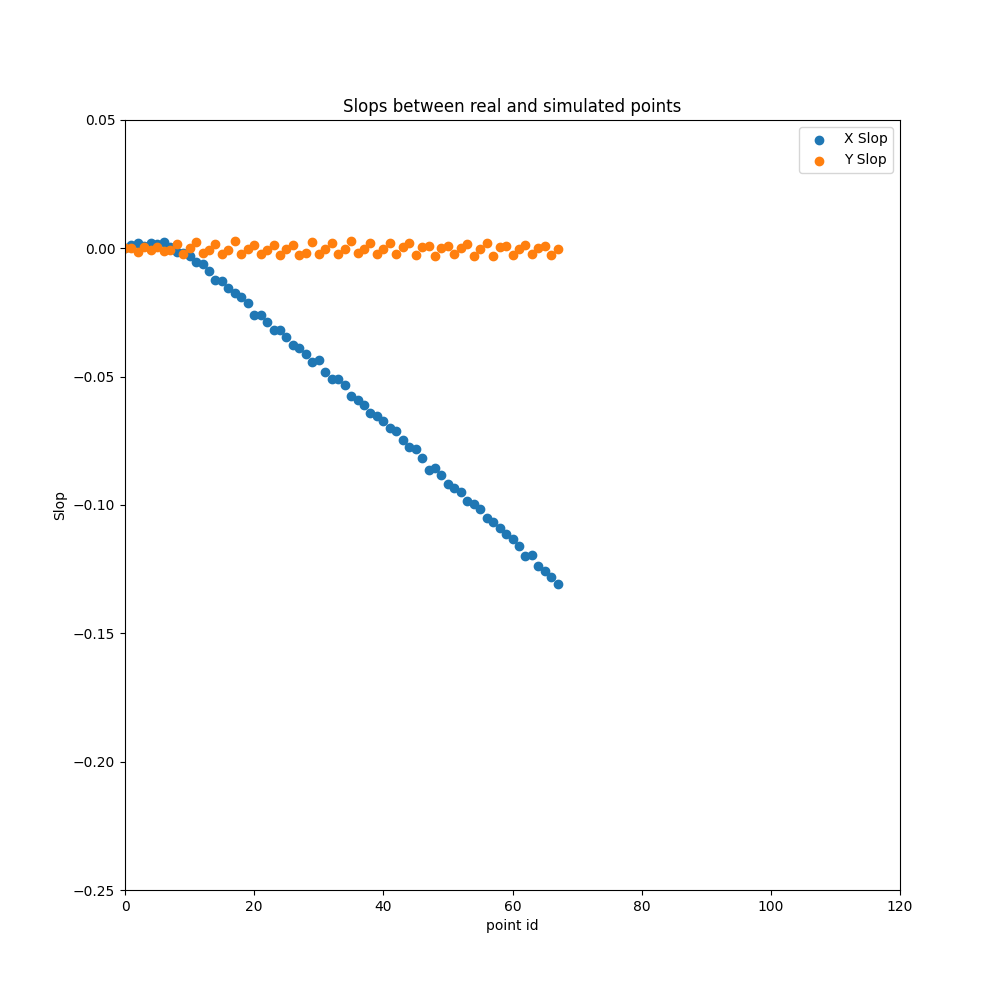 Slops between real and simulated points
X Slop
Y Slop
0.05
0.00
−0.05
−0.10
−0.15
−0.20
−0.25
Slop
0 20 40 60 80 100 120
point id